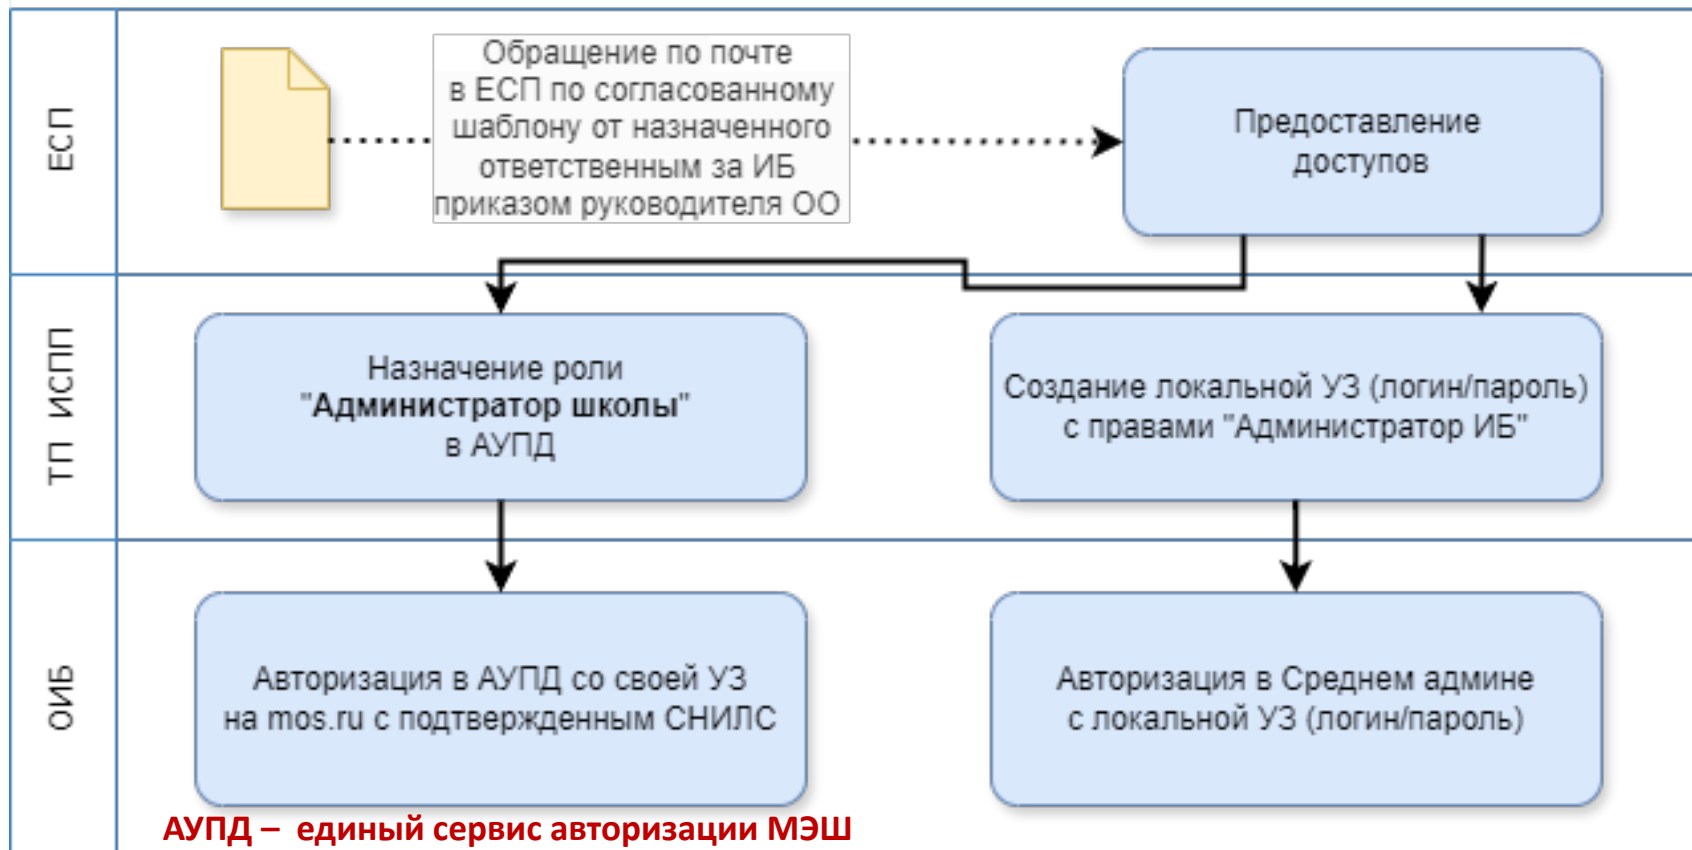 ЕСП
Обращение по почте
в ЕСП по согласованному
шаблону от назначенного
ответственным за ИБ
приказом руководителя ОО
Предоставление
доступов
ТП ИСПП
Назначение роли
"Администратор школы"
в АУПД
Создание локальной УЗ (логин/пароль)
с правами "Администратор ИБ"
ОИБ
Авторизация в АУПД со своей УЗ
на mos.ru с подтвержденным СНИЛС
Авторизация в Среднем админе
с локальной УЗ (логин/пароль)
АУПД – единый сервис авторизации МЭШ